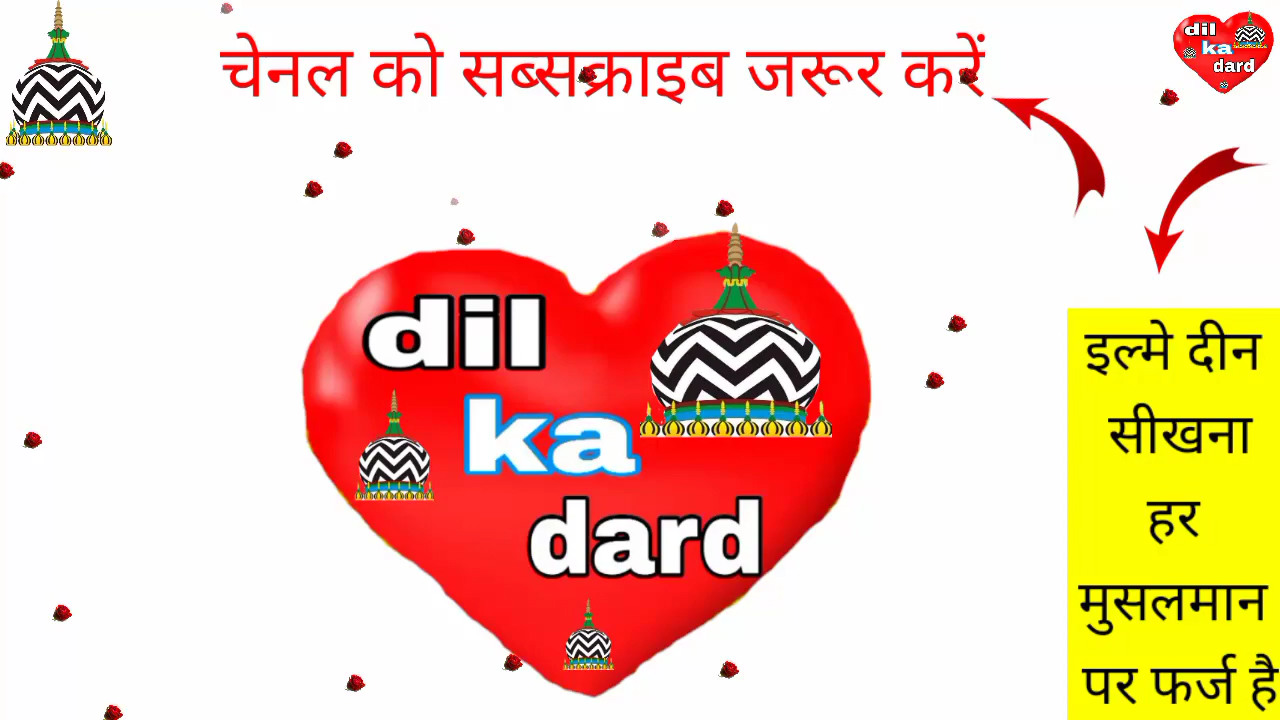 चेनल को सब्सक्राइब जरूर करें
dil
ka
dard
dil
ka
dard
इल्मे दीन
सीखना
हर
मुसलमान
पर फर्ज है